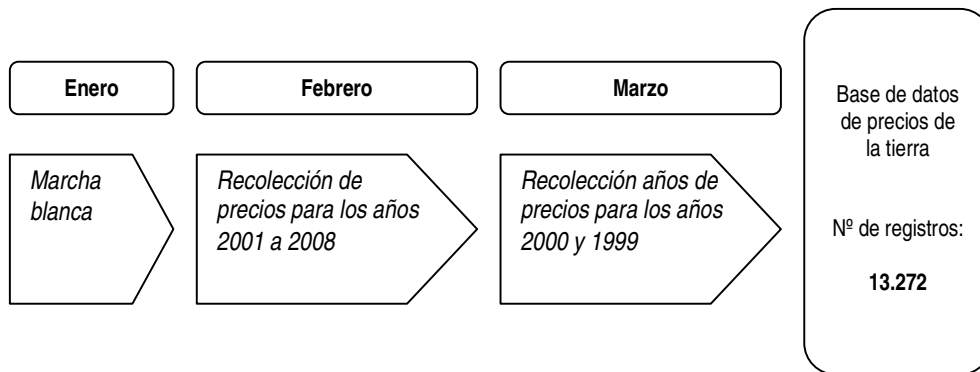 Enero
Febrero
Marzo
Marcha
blanca
Recolección de
precios para los años
2001 a 2008
Recolección años de
precios para los años
2000 y 1999
Base de datos
de precios de
la tierra
Nº de registros:
13.272